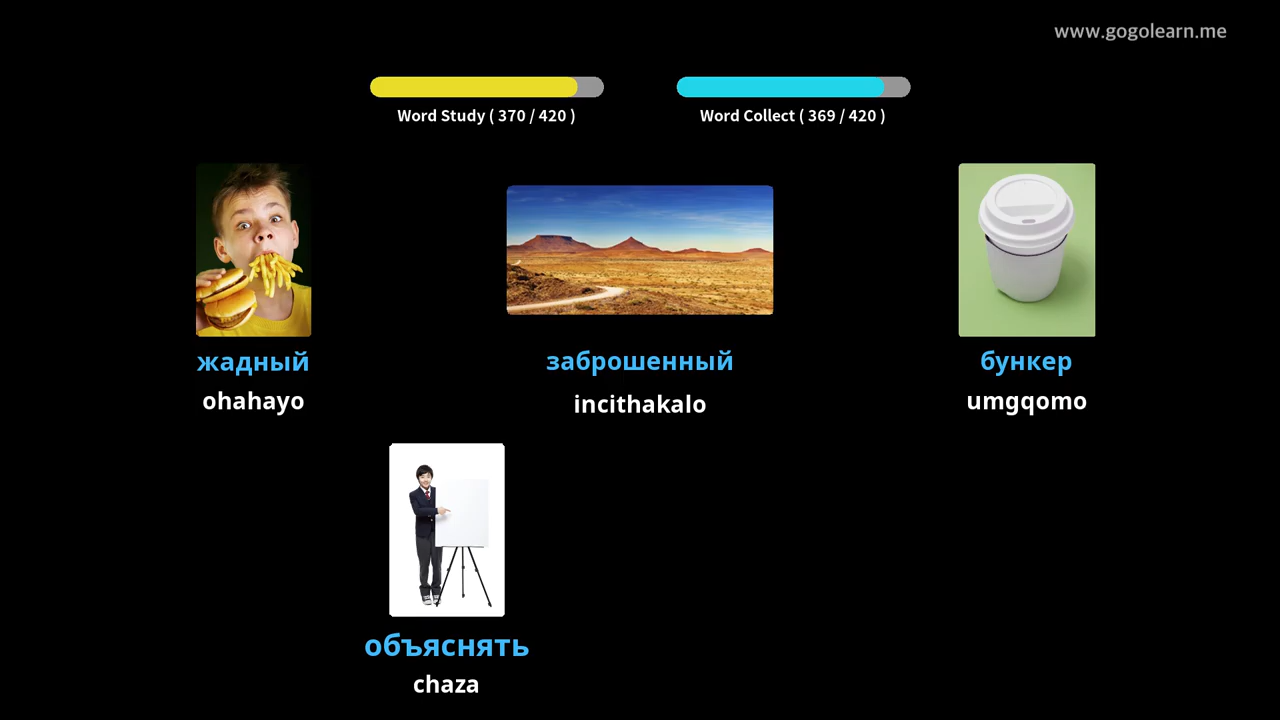 www.gogolearn.me
Word Study ( 370 / 420 )
Word Collect ( 369 / 420 )
жадный
ohahayo
заброшенный
incithakalo
бункер
umgqomo
объяснять
chaza